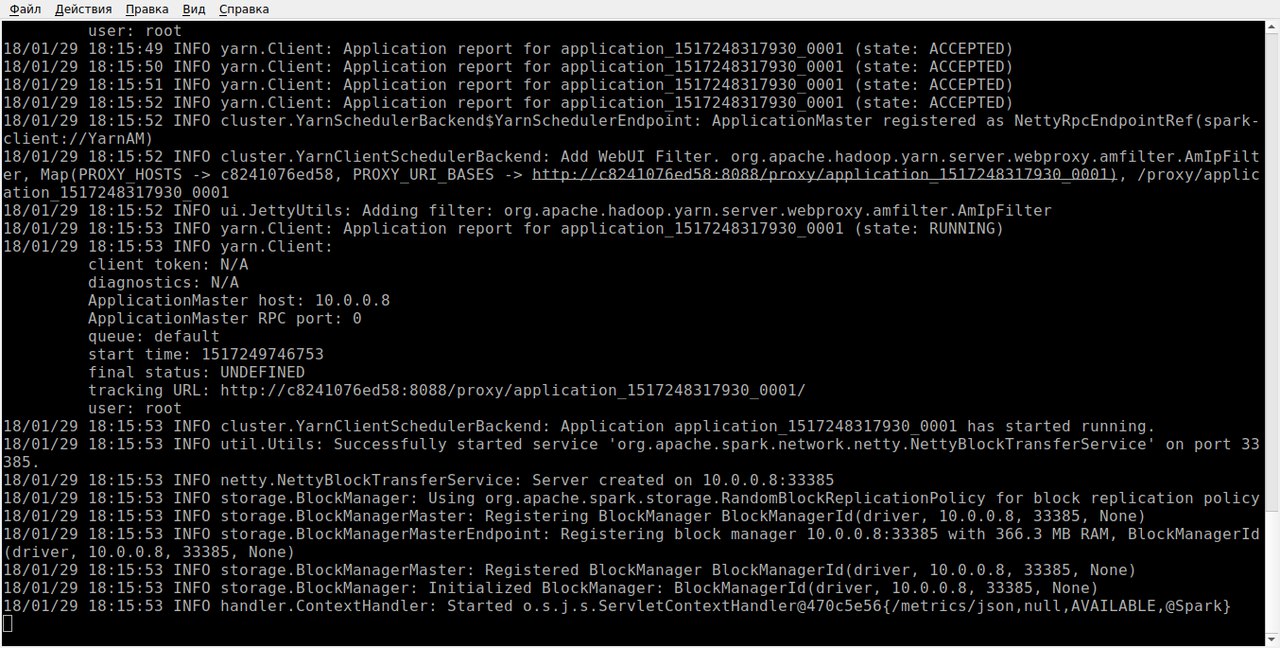 Файл Действия Правка Вид Справка
user: root
18/01/29 18:15:49 INFO yarn.Client: Application report for application_1517248317930_0001 (state: ACCEPTED)
18/01/29 18:15:50 INFO yarn.Client: Application report for application_1517248317930_0001 (state: ACCEPTED)
18/01/29 18:15:51 INFO yarn.Client: Application report for application_1517248317930_0001 (state: ACCEPTED)
18/01/29 18:15:52 INFO yarn.Client: Application report for application_1517248317930_0001 (state: ACCEPTED)
18/01/29 18:15:52 INFO cluster.YarnSchedulerBackend$YarnSchedulerEndpoint: ApplicationMaster registered as NettyRpcEndpointRef(spark-
client://YarnAM)
18/01/29 18:15:52 INFO cluster.YarnClientSchedulerBackend: Add WebUI Filter. org.apache.hadoop.yarn.server.webproxy.amfilter.AmIpFilt
er, Map(PROXY_HOSTS -> c8241076ed58, PROXY_URI_BASES -> http://c8241076ed58:8088/proxy/application_1517248317930_0001), /proxy/applic
ation_1517248317930_0001
18/01/29 18:15:52 INFO ui.JettyUtils: Adding filter: org.apache.hadoop.yarn.server.webproxy.amfilter.AmIpFilter
18/01/29 18:15:53 INFO yarn.Client: Application report for application_1517248317930_0001 (state: RUNNING)
18/01/29 18:15:53 INFO yarn.Client:
client token: N/A
diagnostics: N/A
ApplicationMaster host: 10.0.0.8
ApplicationMaster RPC port: 0
queue: default
start time: 1517249746753
final status: UNDEFINED
tracking URL: http://c8241076ed58:8088/proxy/application_1517248317930_0001/
user: root
18/01/29 18:15:53 INFO cluster.YarnClientSchedulerBackend: Application application_1517248317930_0001 has started running.
18/01/29 18:15:53 INFO util.Utils: Successfully started service 'org.apache.spark.network.netty.NettyBlockTransferService' on port 33
385.
18/01/29 18:15:53 INFO netty.NettyBlockTransferService: Server created on 10.0.0.8:33385
18/01/29 18:15:53 INFO storage.BlockManager: Using org.apache.spark.storage.RandomBlockReplicationPolicy for block replication policy
18/01/29 18:15:53 INFO storage.BlockManagerMaster: Registering BlockManager BlockManagerId(driver, 10.0.0.8, 33385, None)
18/01/29 18:15:53 INFO storage.BlockManagerMasterEndpoint: Registering block manager 10.0.0.8:33385 with 366.3 MB RAM, BlockManagerId
(driver, 10.0.0.8, 33385, None)
18/01/29 18:15:53 INFO storage.BlockManagerMaster: Registered BlockManager BlockManagerId(driver, 10.0.0.8, 33385, None)
18/01/29 18:15:53 INFO storage.BlockManager: Initialized BlockManager: BlockManagerId(driver, 10.0.0.8, 33385, None)
18/01/29 18:15:53 INFO handler.ContextHandler: Started o.s.j.s.ServletContextHandler@470c5e56{/metrics/json,null,AVAILABLE,@Spark}